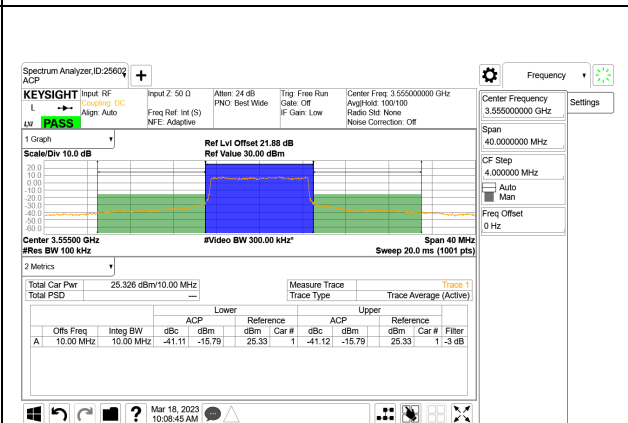 Spectrum Analyzer,ID:25602
ACP
Frequency
KEYSIGHT Input: RF Input Z: 50 Ω Atten: 24 dB Trig: Free Run Center Freq: 3.555000000 GHz
L Coupling: DC PNO: Best Wide Gate: Off Avg|Hold: 100/100
Align: Auto Freq Ref: Int (S) IF Gain: Low Radio Std: None
PASS NFE: Adaptive Noise Correction: Off
Center Frequency
3.555000000 GHz
Settings
Span
40.0000000 MHz
CF Step
4.000000 MHz
Auto
Man
Freq Offset
0 Hz
1 Graph
Ref Lvl Offset 21.88 dB
Scale/Div 10.0 dB Ref Value 30.00 dBm
20.0
10.0
0.00
-10.0
-20.0
-30.0
-40.0
-50.0
-60.0
Center 3.55500 GHz #Video BW 300.00 kHz* Span 40 MHz
#Res BW 100 kHz Sweep 20.0 ms (1001 pts)
2 Metrics
Total Car Pwr 25.326 dBm/10.00 MHz Measure Trace Trace 1
Total PSD --- Trace Type Trace Average (Active)
Lower Upper
ACP Reference ACP Reference
Offs Freq Integ BW dBc dBm dBm Car # dBc dBm dBm Car # Filter
A 10.00 MHz 10.00 MHz -41.11 -15.79 25.33 1 -41.12 -15.79 25.33 1 -3 dB
?
Mar 18, 2023
10:08:45 AM